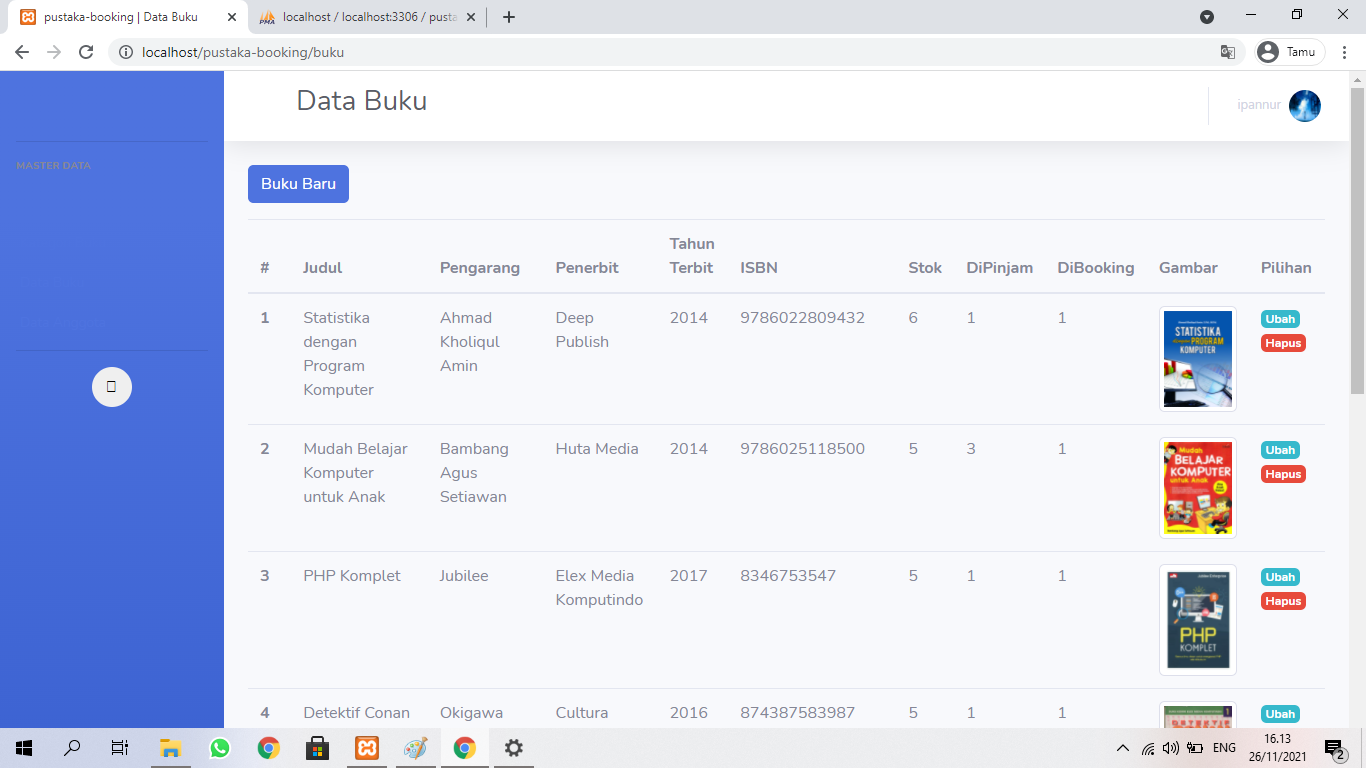 pustaka-booking | Data Buku
localhost / localhost:3306 / pusta
localhost/pustaka-booking/buku
Tamu
Data Buku
ipannur
MASTER DATA
Buku Baru
# Judul Pengarang Penerbit Tahun Terbit ISBN Stok DiPinjam DiBooking Gambar Pilihan
1 Statistika dengan Program Komputer Ahmad Kholiqul Amin Deep Publish 2014 9786022809432 6 1 1 Ubah Hapus
STATISTIKA
PROGRAM
KOMPUTER
2 Mudah Belajar Komputer untuk Anak Bambang Agus Setiawan Huta Media 2014 9786025118500 5 3 1 Ubah Hapus
Mudah
BELAJAR
KOMPUTER
untuk Anak
3 PHP Komplet Jubilee Elex Media Komputindo 2017 8346753547 5 1 1 Ubah Hapus
PHP
KOMPLET
4 Detektif Conan Okigawa Cultura 2016 874387583987 5 1 1 Ubah
ENG
16.13
26/11/2021
2